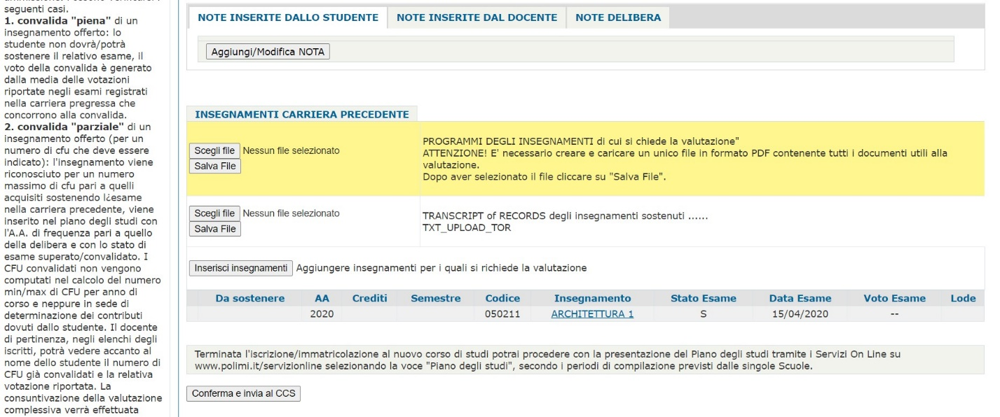 seguenti casi.
1. convalida "piena" di un
insegnamento offerto: lo
studente non dovrà/potrà
sostenere il relativo esame, il
voto della convalida è generato
dalla media delle votazioni
riportate negli esami registrati
nella carriera pregressa che
concorrono alla convalida.
2. convalida "parziale" di un
insegnamento offerto (per un
numero di cfu che deve essere
indicato): l'insegnamento viene
riconosciuto per un numero
massimo di cfu pari a quelli
acquisiti sostenendo l¿esame
nella carriera precedente, viene
inserito nel piano degli studi con
l'A.A. di frequenza pari a quello
della delibera e con lo stato di
esame superato/convalidato. I
CFU convalidati non vengono
computati nel calcolo del numero
min/max di CFU per anno di
corso e neppure in sede di
determinazione dei contributi
dovuti dallo studente. Il docente
di pertinenza, negli elenchi degli
iscritti, potrà vedere accanto al
nome dello studente il numero di
CFU già convalidati e la relativa
votazione riportata. La
consuntivazione della valutazione
complessiva verrà effettuata
NOTE INSERITE DALLO STUDENTE NOTE INSERITE DAL DOCENTE NOTE DELIBERA
Aggiungi/Modifica NOTA
INSEGNAMENTI CARRIERA PRECEDENTE
Scegli file Nessun file selezionato
Salva File
PROGRAMMI DEGLI INSEGNAMENTI di cui si chiede la valutazione"
ATTENZIONE! E' necessario creare e caricare un unico file in formato PDF contenente tutti i documenti utili alla
valutazione.
Dopo aver selezionato il file cliccare su "Salva File".
Scegli file Nessun file selezionato
Salva File
TRANSCRIPT of RECORDS degli insegnamenti sostenuti ......
TXT_UPLOAD_TOR
Inserisci insegnamenti Aggiungere insegnamenti per i quali si richiede la valutazione
Da sostenere AA Crediti Semestre Codice Insegnamento Stato Esame Data Esame Voto Esame Lode
2020 050211 ARCHITETTURA 1 S 15/04/2020 --
Terminata l'iscrizione/immatricolazione al nuovo corso di studi potrai procedere con la presentazione del Piano degli studi tramite i Servizi On Line su
www.polimi.it/servizionline selezionando la voce "Piano degli studi", secondo i periodi di compilazione previsti dalle singole Scuole.
Conferma e invia al CCS